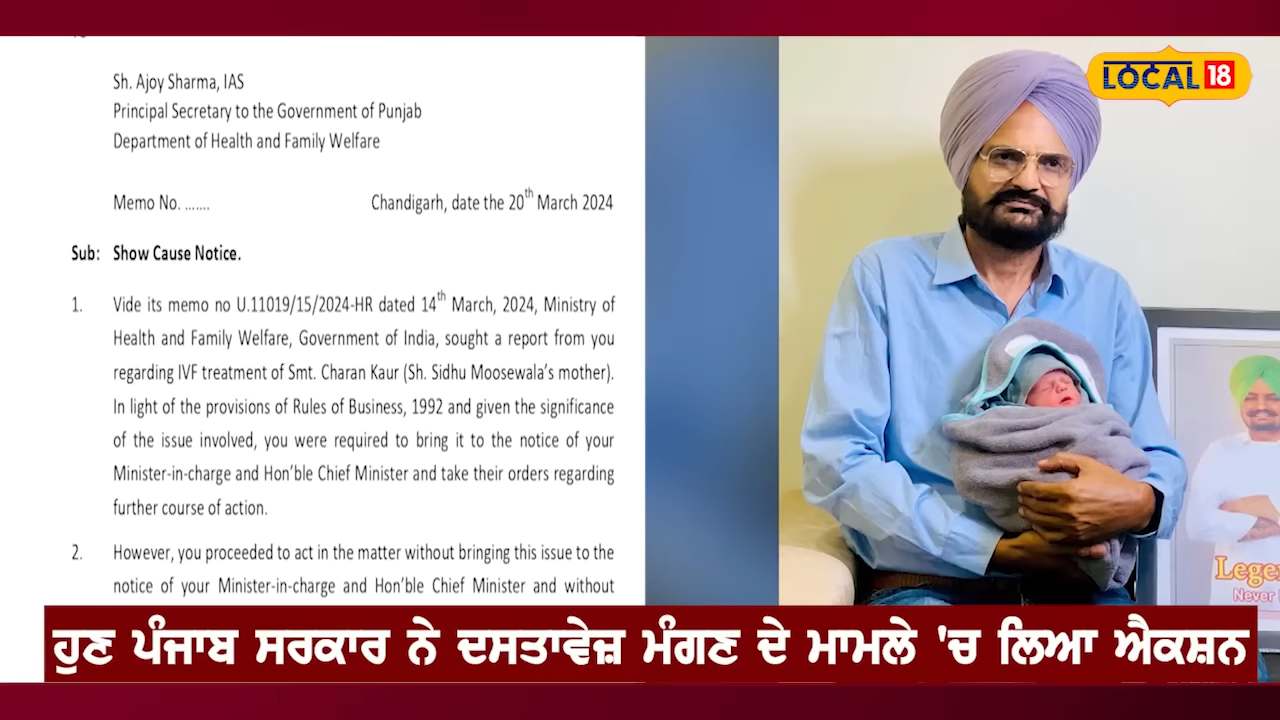 LOCAL 18
Sh. Ajoy Sharma, IAS
Principal Secretary to the Government of Punjab
Department of Health and Family Welfare
Memo No. .......
Chandigarh, date the 20th March 2024
Sub: Show Cause Notice.
1. Vide its memo no U.11019/15/2024-HR dated 14th March, 2024, Ministry of
Health and Family Welfare, Government of India, sought a report from you
regarding IVF treatment of Smt. Charan Kaur (Sh. Sidhu Moosewala's mother).
In light of the provisions of Rules of Business, 1992 and given the significance
of the issue involved, you were required to bring it to the notice of your
Minister-in-charge and Hon'ble Chief Minister and take their orders regarding
further course of action.
2. However, you proceeded to act in the matter without bringing this issue to the
notice of your Minister-in-charge and Hon'ble Chief Minister and without
Never
ਹੁਣ ਪੰਜਾਬ ਸਰਕਾਰ ਨੇ ਦਸਤਾਵੇਜ਼ ਮੰਗਣ ਦੇ ਮਾਮਲੇ 'ਚ ਲਿਆ ਐਕਸ਼ਨ